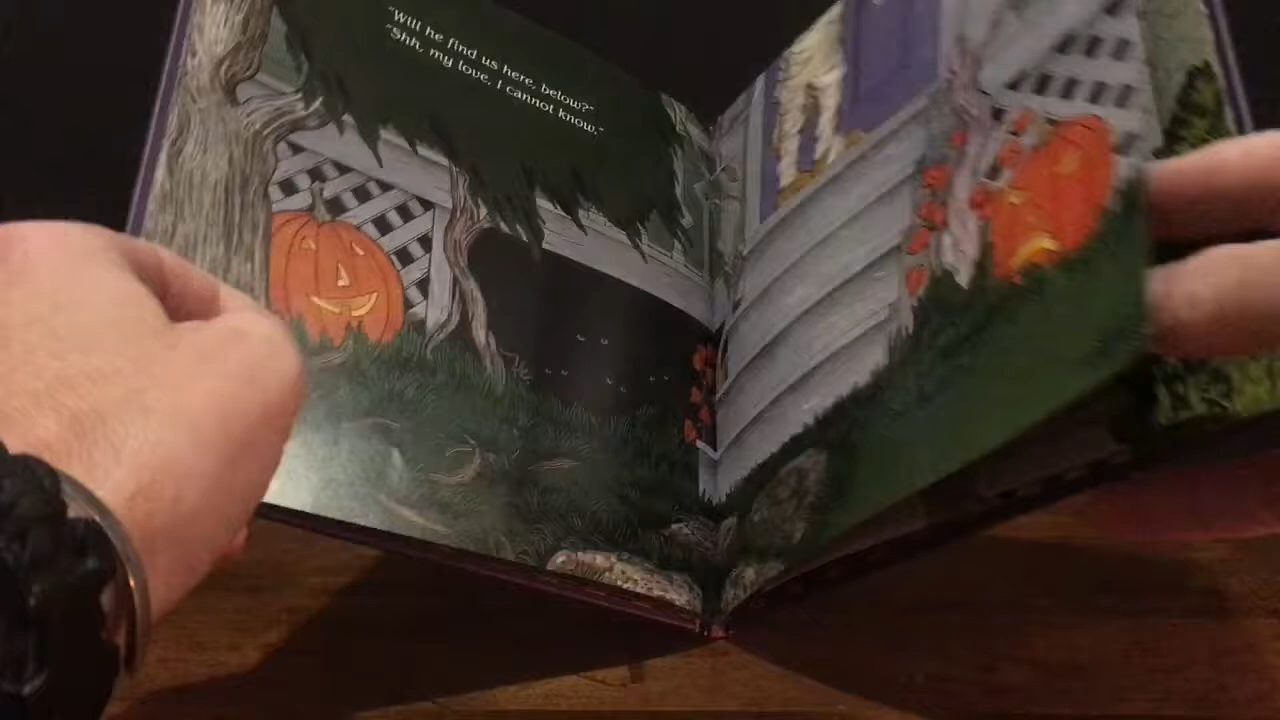 "Will he find us here, below?"
"Shh, my love, I cannot know."